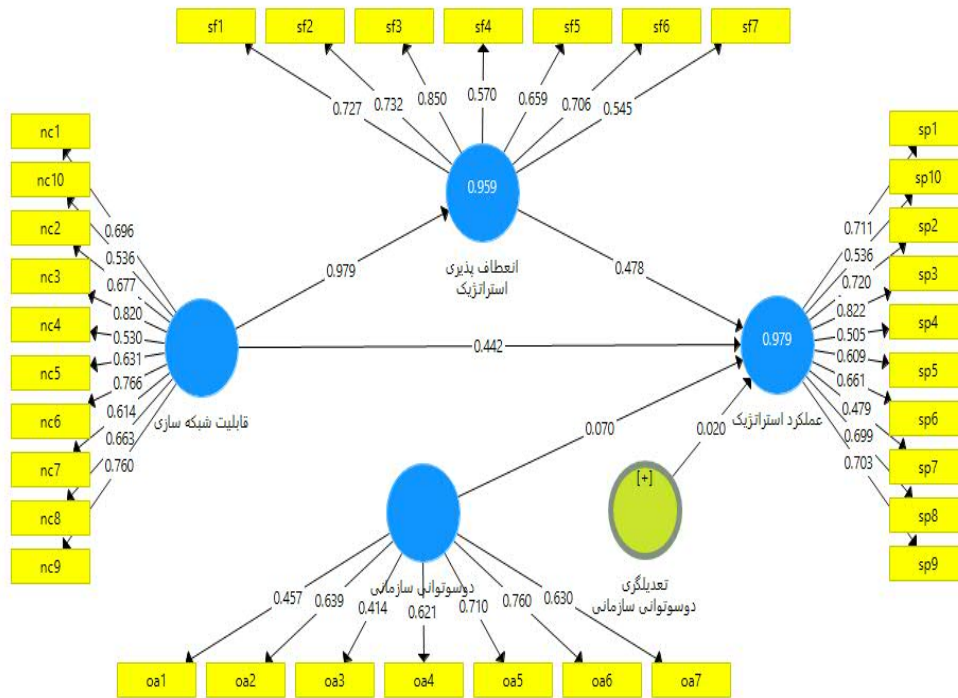 sf1
sf2
sf3
sf4
sf5
sf6
sf7
0.727
0.732
0.850
0.570
0.659
0.706
0.545
0.959
انعطاف پذیری
استراتژیک
nc1
nc10
nc2
nc3
nc4
nc5
nc6
nc7
nc8
nc9
0.696
0.536
0.677
0.820
0.530
0.631
0.766
0.614
0.663
0.760
قابلیت شبکه سازی
0.979
0.478
0.442
0.070
0.020
0.979
عملکرد استراتژیک
sp1
sp10
sp2
sp3
sp4
sp5
sp6
sp7
sp8
sp9
0.711
0.536
0.720
0.822
0.505
0.609
0.661
0.479
0.699
0.703
[+]
تعدیلگری
دوسوتوانی سازمانی
دوسوتوانی سازمانی
0.457
0.639
0.414
0.621
0.710
0.760
0.630
oa1
oa2
oa3
oa4
oa5
oa6
oa7